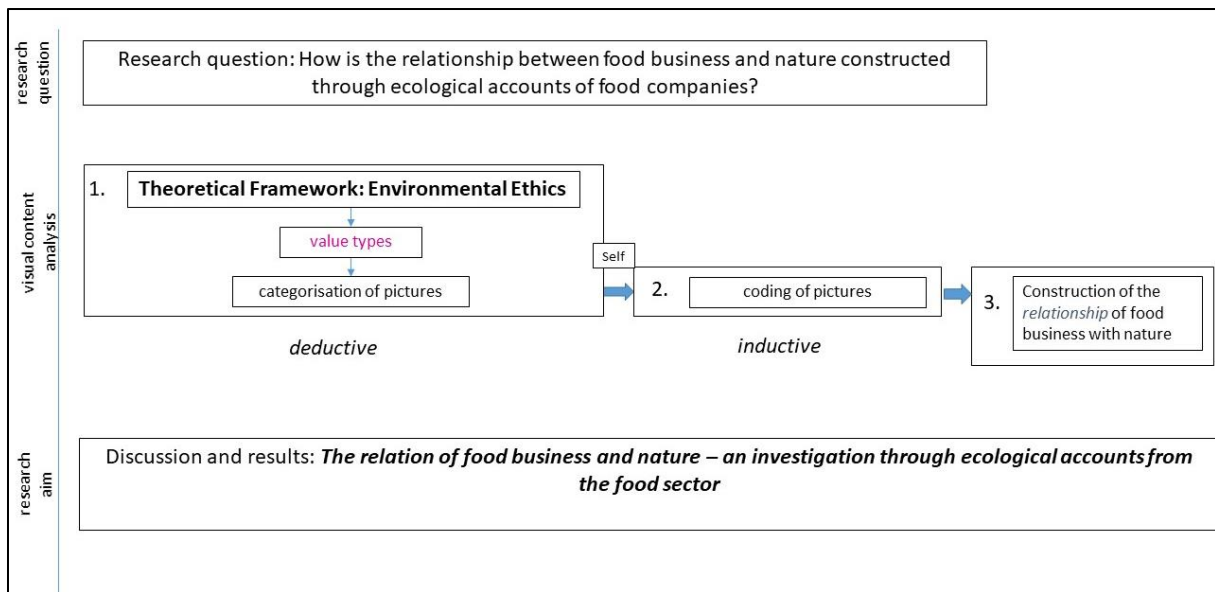 research
question
Research question: How is the relationship between food business and nature constructed
through ecological accounts of food companies?
visual content
analysis
1.
Theoretical Framework: Environmental Ethics
value types
categorisation of pictures
deductive
Self
2.
coding of pictures
inductive
3.
Construction of the
relationship of food
business with nature
research
aim
Discussion and results: The relation of food business and nature – an investigation through ecological accounts from
the food sector